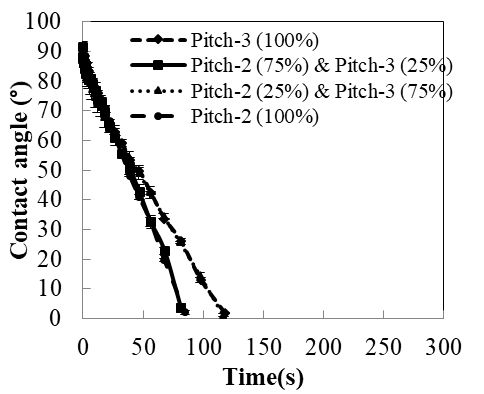 100
90
80
70
60
50
40
30
20
10
0
Contact angle (°)
Pitch-3 (100%)
Pitch-2 (75%) & Pitch-3 (25%)
Pitch-2 (25%) & Pitch-3 (75%)
Pitch-2 (100%)
0 50 100 150 200 250 300
Time(s)